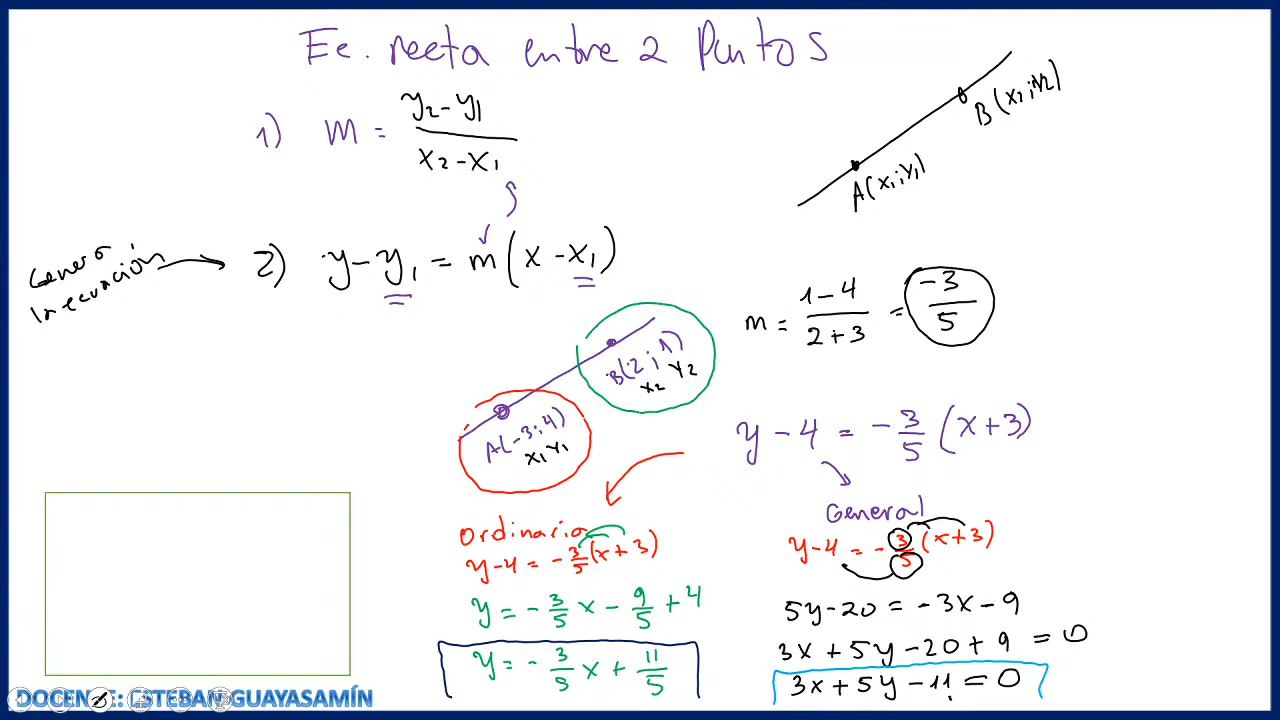 Ec. recta entre 2 Puntos
1) m = y2 - y1 / x2 - x1
B(x2; y2)
A(x1; y1)
2) y - y1 = m(x - x1)
m = 1 - 4 / 2 + 3 = -3 / 5
B(2; 1)
x2 y2
A(-3; 4)
x1 y1
y - 4 = - 3/5 (x + 3)
Ordinaria
y - 4 = - 3/5 (x + 3)
y = - 3/5 x - 9/5 + 4
y = - 3/5 x + 11/5
General
y - 4 = - 3/5 (x + 3)
5y - 20 = - 3x - 9
3x + 5y - 20 + 9 = 0
3x + 5y - 11 = 0
DOCENTE: ESTEBAN GUAYASAMÍN